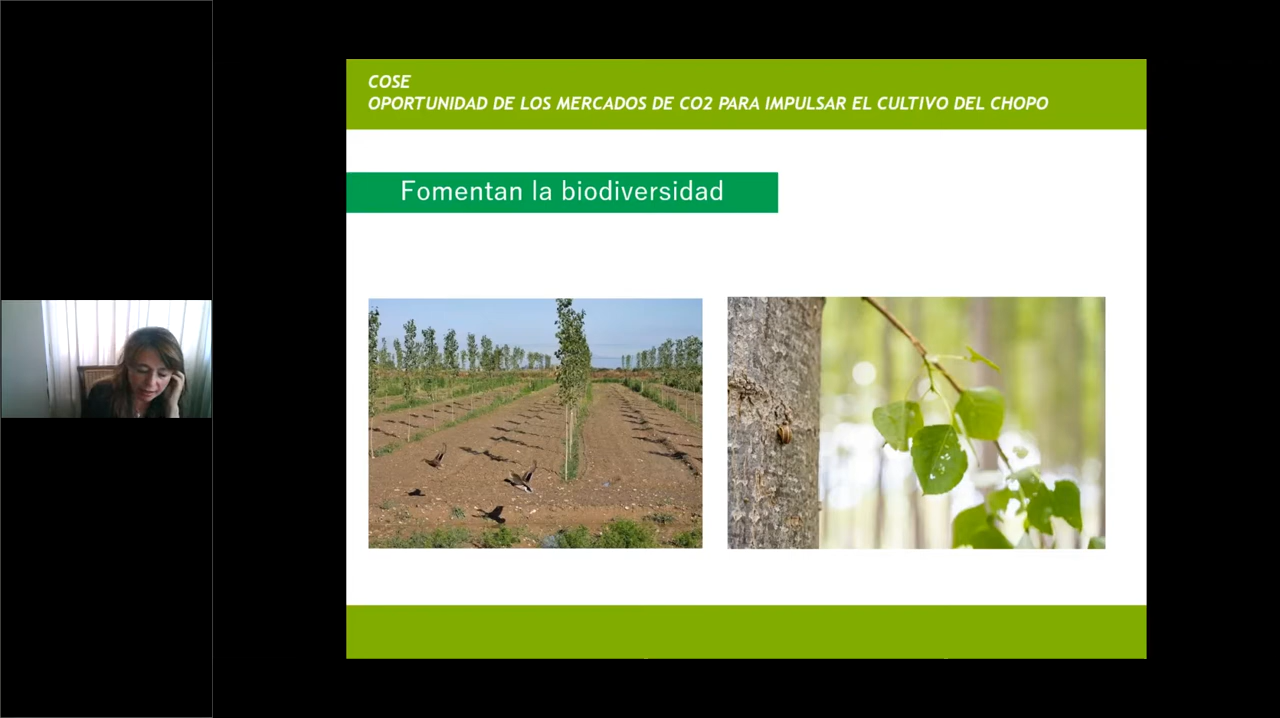 COSE
OPORTUNIDAD DE LOS MERCADOS DE CO2 PARA IMPULSAR EL CULTIVO DEL CHOPO
Fomentan la biodiversidad